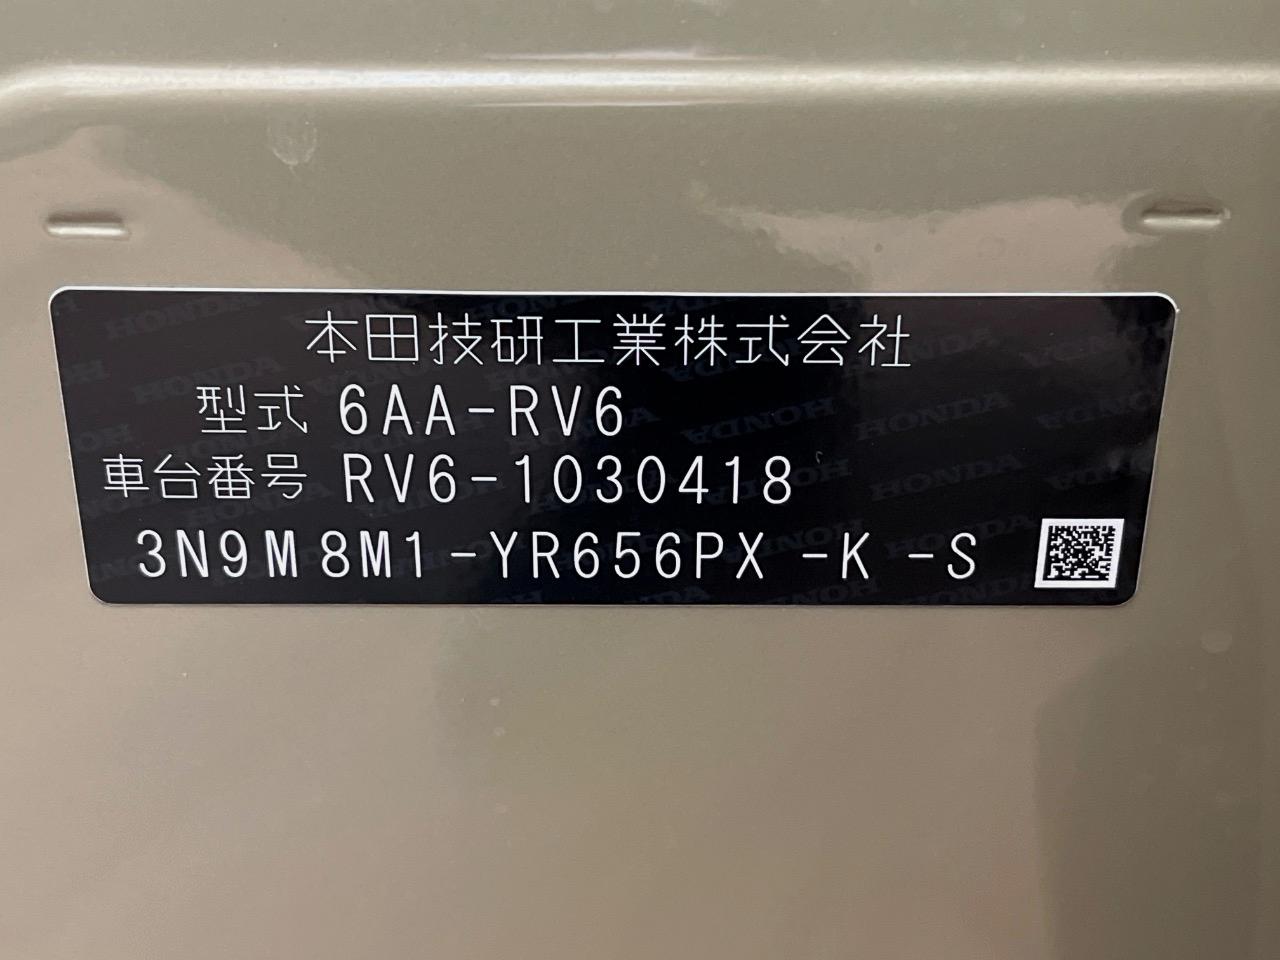 本田技研工業株式会社
型式 6AA-RV6
車台番号 RV6-1030418
3N9M8M1-YR656PX -K -S